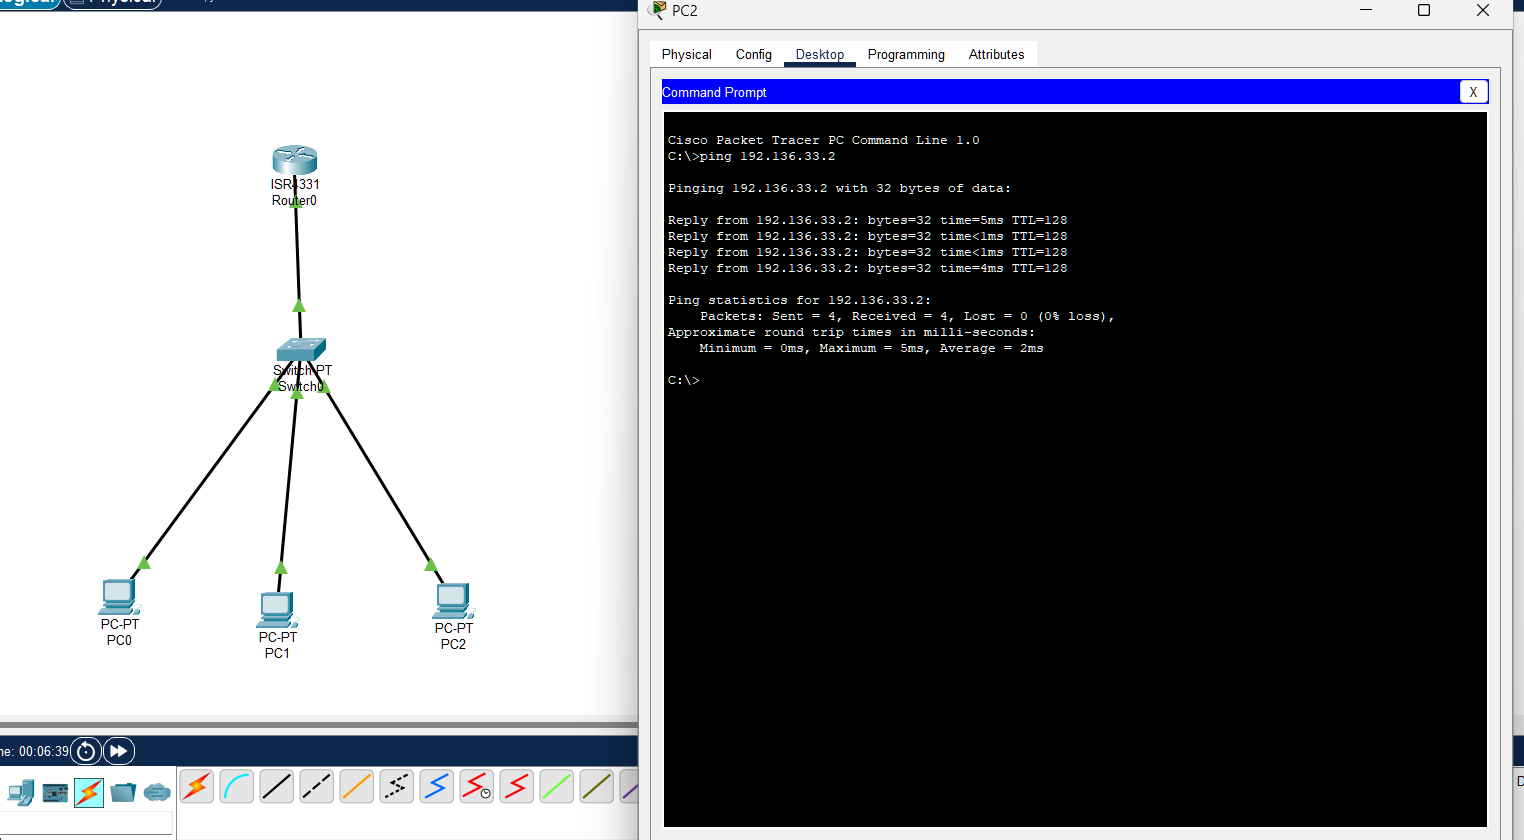 PC2
Physical Config Desktop Programming Attributes
Command Prompt
X
Cisco Packet Tracer PC Command Line 1.0
C:\>ping 192.136.33.2
Pinging 192.136.33.2 with 32 bytes of data:
Reply from 192.136.33.2: bytes=32 time=5ms TTL=128
Reply from 192.136.33.2: bytes=32 time<1ms TTL=128
Reply from 192.136.33.2: bytes=32 time<1ms TTL=128
Reply from 192.136.33.2: bytes=32 time=4ms TTL=128
Ping statistics for 192.136.33.2:
Packets: Sent = 4, Received = 4, Lost = 0 (0% loss),
Approximate round trip times in milli-seconds:
Minimum = 0ms, Maximum = 5ms, Average = 2ms
C:\>
ISR4331
Router0
Switch-PT
Switch0
PC-PT
PC0
PC-PT
PC1
PC-PT
PC2
00:06:39